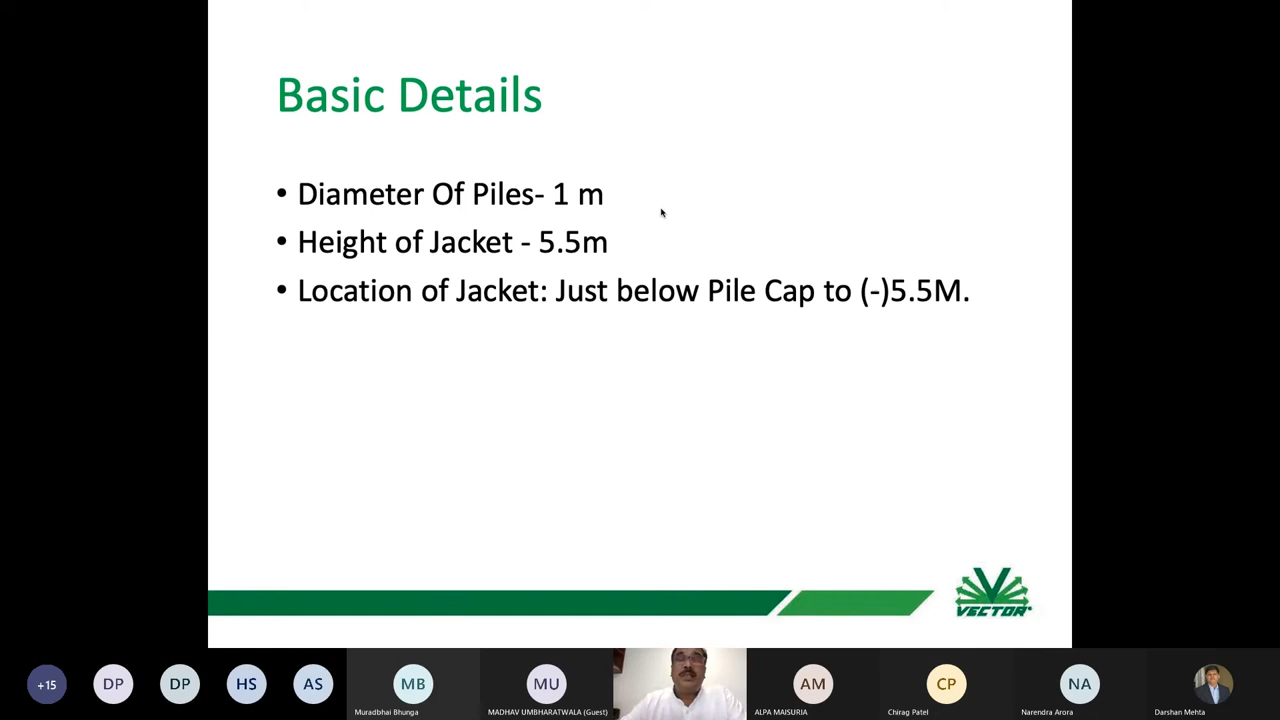 Basic Details
• Diameter Of Piles- 1 m
• Height of Jacket - 5.5m
• Location of Jacket: Just below Pile Cap to (-)5.5M.
VECTOR®
+15
DP
DP
HS
AS
MB
Muradbhai Bhunga
MU
MADHAV UMBHARATWALA (Guest)
AM
ALPA MAISURIA
CP
Chirag Patel
NA
Narendra Arora
Darshan Mehta